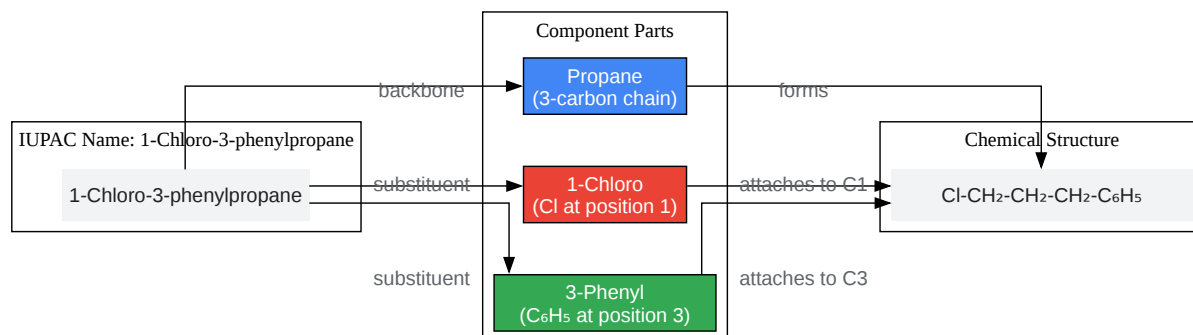 Component Parts
Propane
(3-carbon chain)
backbone
forms
IUPAC Name: 1-Chloro-3-phenylpropane
Chemical Structure
1-Chloro-3-phenylpropane
substituent
1-Chloro
(Cl at position 1)
attaches to C1
Cl-CH₂-CH₂-CH₂-C₆H₅
substituent
3-Phenyl
(C₆H₅ at position 3)
attaches to C3